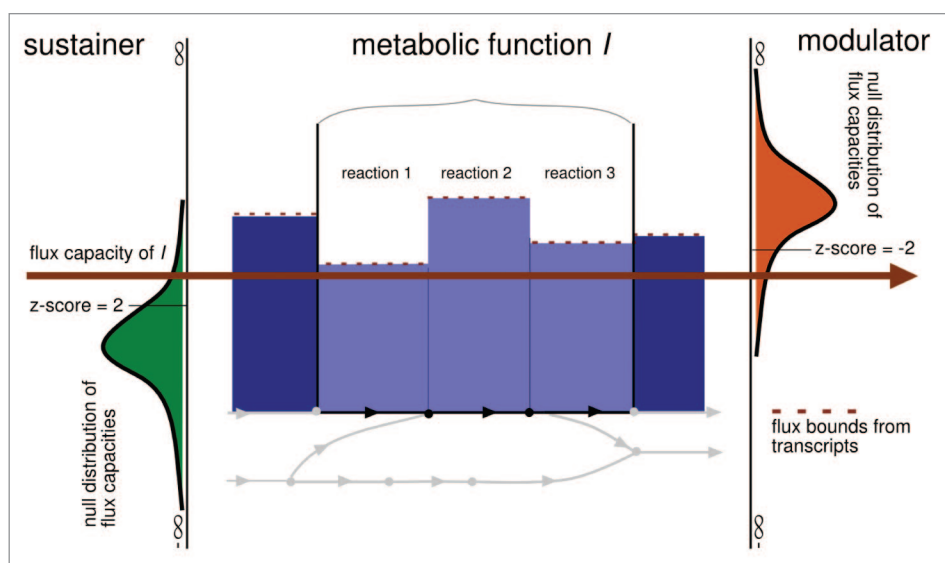 sustainer
metabolic function I
modulator
∞
∞
null distribution of
flux capacities
reaction 1
reaction 2
reaction 3
flux capacity of I
z-score = -2
z-score = 2
null distribution of
flux capacities
flux bounds from
transcripts
-∞
-∞